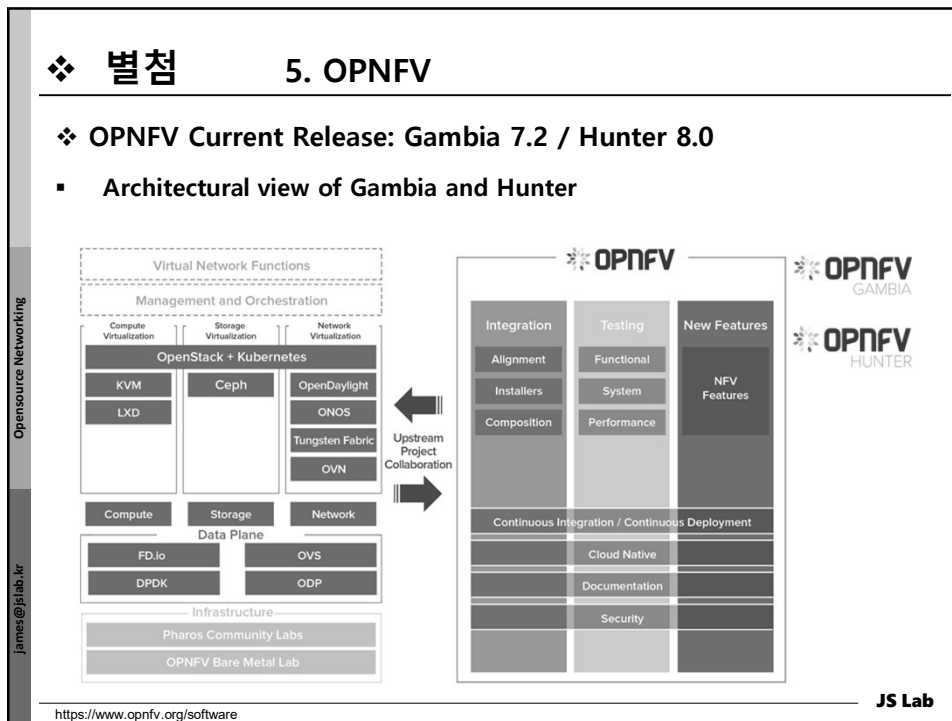 ❖ 별첨 5. OPNFV
❖ OPNFV Current Release: Gambia 7.2 / Hunter 8.0
▪ Architectural view of Gambia and Hunter
Virtual Network Functions
Management and Orchestration
Compute
Virtualization
Storage
Virtualization
Network
Virtualization
OpenStack + Kubernetes
KVM
Ceph
OpenDaylight
LXD
ONOS
Tungsten Fabric
OVN
Compute
Storage
Network
Data Plane
FD.io
OVS
DPDK
ODP
Infrastructure
Pharos Community Labs
OPNFV Bare Metal Lab
Upstream
Project
Collaboration
OPNFV
Integration
Testing
New Features
Alignment
Functional
NFV
Features
Installers
System
Composition
Performance
Continuous Integration / Continuous Deployment
Cloud Native
Documentation
Security
OPNFV
GAMBIA
OPNFV
HUNTER
Opensource Networking
james@jslab.kr
https://www.opnfv.org/software
JS Lab